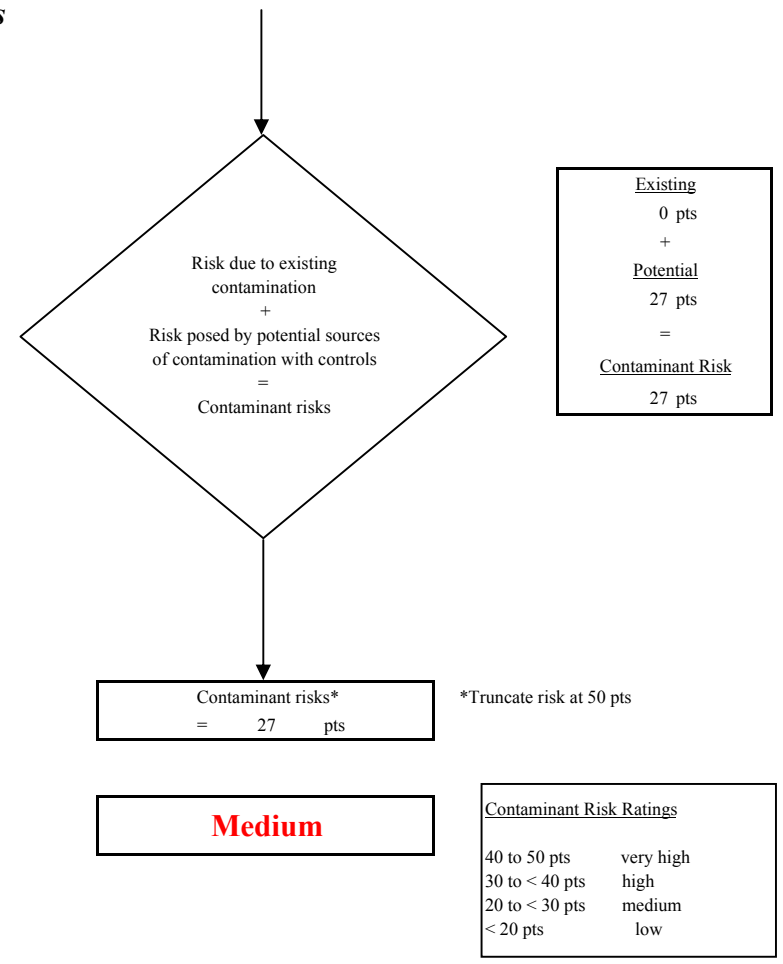 Risk due to existing
contamination
+
Risk posed by potential sources
of contamination with controls
=
Contaminant risks
Existing
0 pts
+
Potential
27 pts
=
Contaminant Risk
27 pts
Contaminant risks*
= 27 pts
*Truncate risk at 50 pts
Medium
Contaminant Risk Ratings
40 to 50 pts very high
30 to < 40 pts high
20 to < 30 pts medium
< 20 pts low